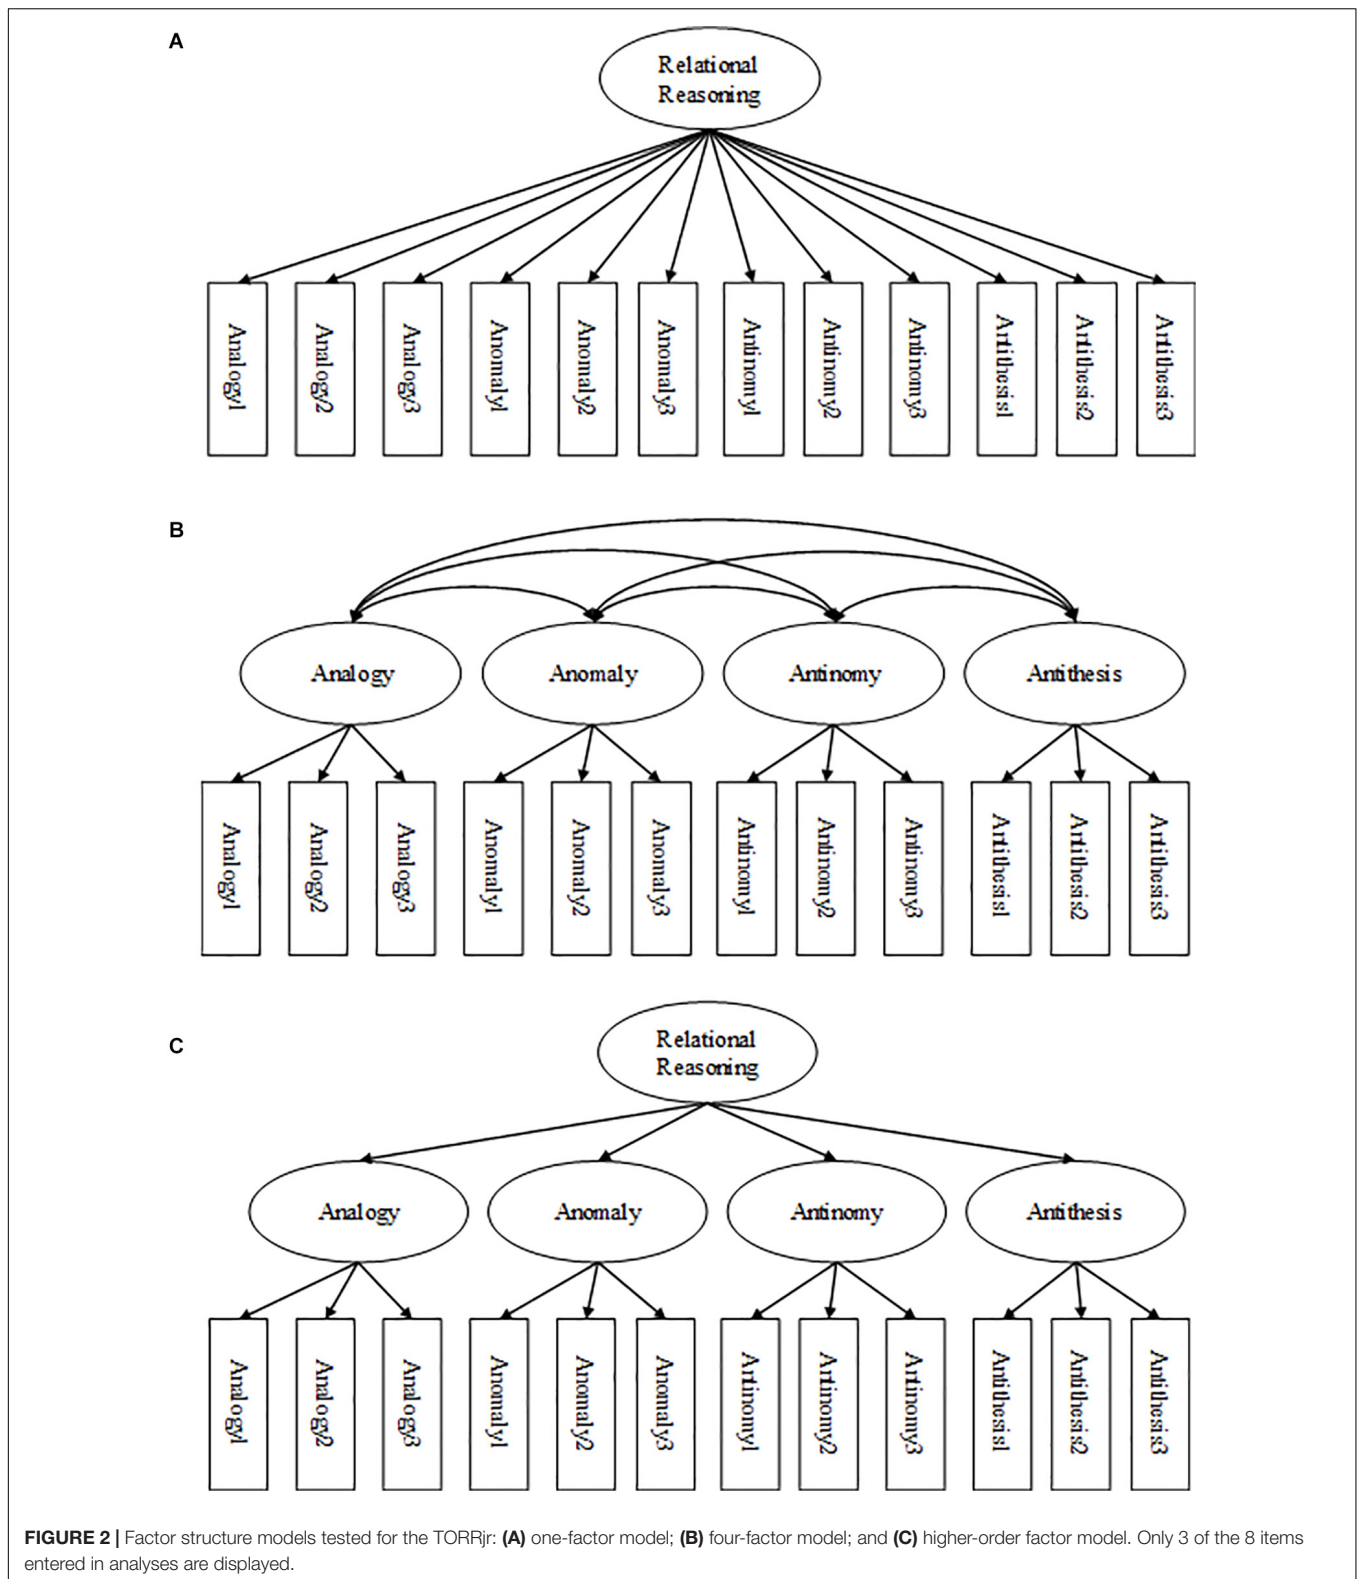 A
Relational
Reasoning
Analogy1
Analogy2
Analogy3
Anomaly1
Anomaly2
Anomaly3
Antinomy1
Antinomy2
Antinomy3
Antithesis1
Antithesis2
Antithesis3
B
Analogy
Anomaly
Antinomy
Antithesis
Analogy1
Analogy2
Analogy3
Anomaly1
Anomaly2
Anomaly3
Antinomy1
Antinomy2
Antinomy3
Antithesis1
Antithesis2
Antithesis3
C
Relational
Reasoning
Analogy
Anomaly
Antinomy
Antithesis
Analogy1
Analogy2
Analogy3
Anomaly1
Anomaly2
Anomaly3
Antinomy1
Antinomy2
Antinomy3
Antithesis1
Antithesis2
Antithesis3
FIGURE 2 | Factor structure models tested for the TORRjr: (A) one-factor model; (B) four-factor model; and (C) higher-order factor model. Only 3 of the 8 items
entered in analyses are displayed.